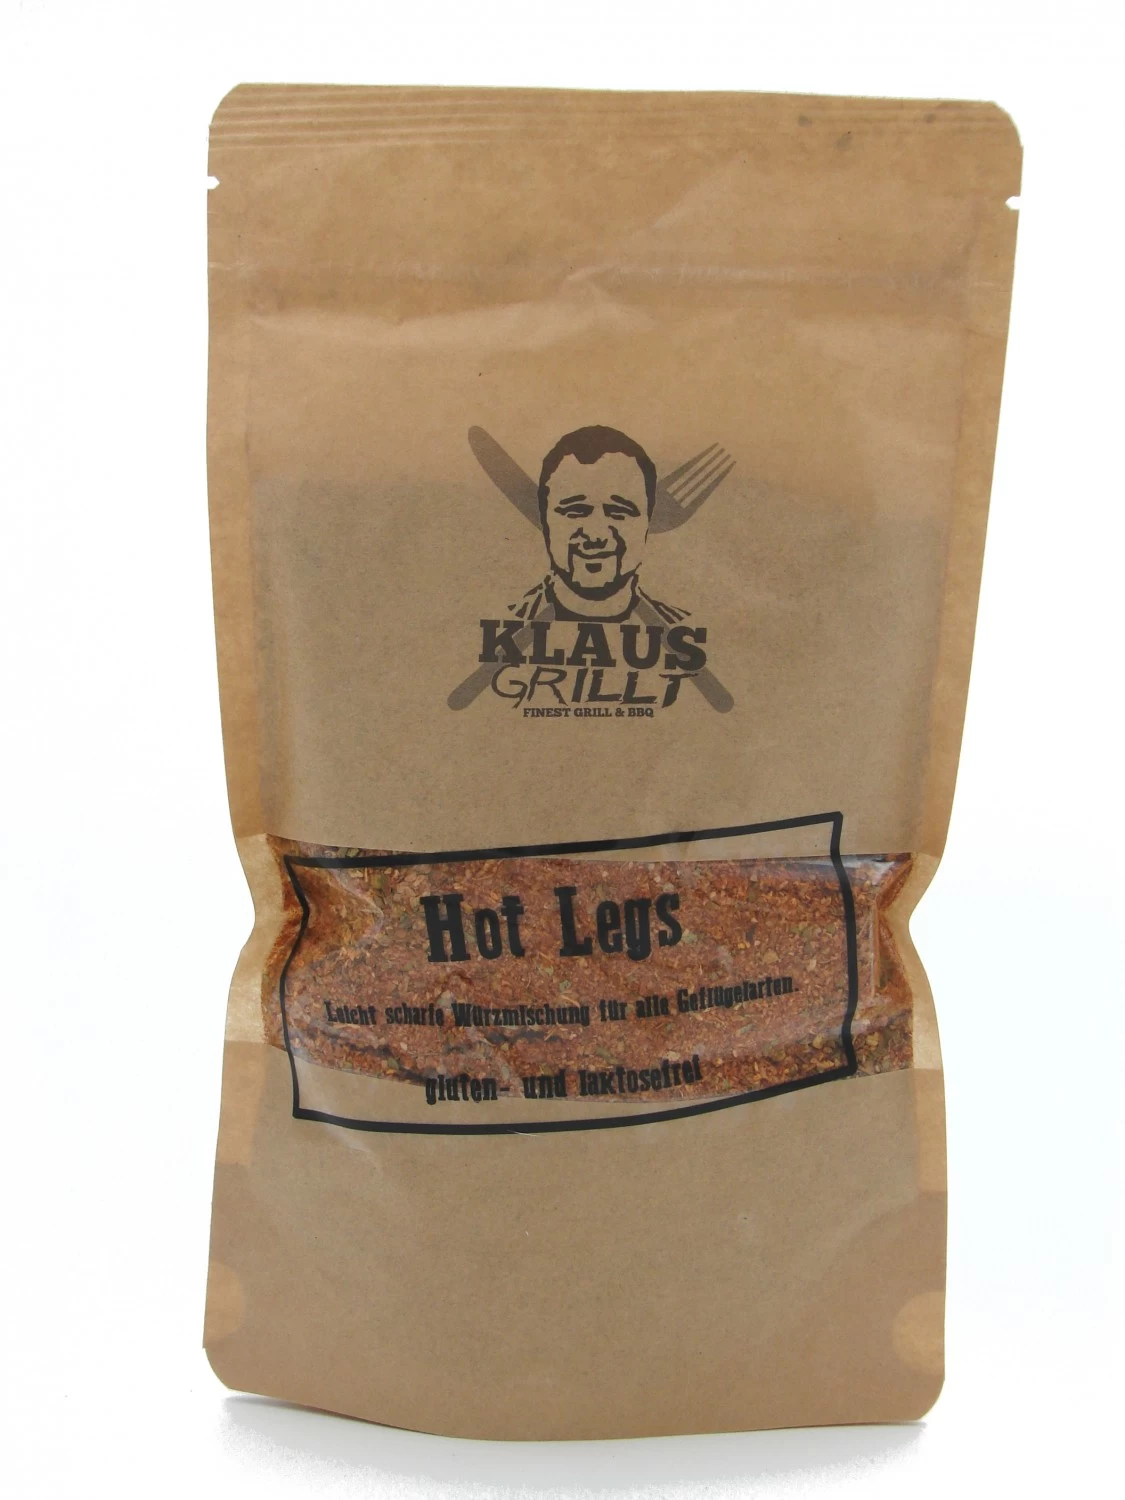 KLAUS
GRILLT
FINEST GRILL & BBQ
Hot Legs
Leicht scharfe Würzmischung für alle Geflügelarten.
gluten- und laktosefrei